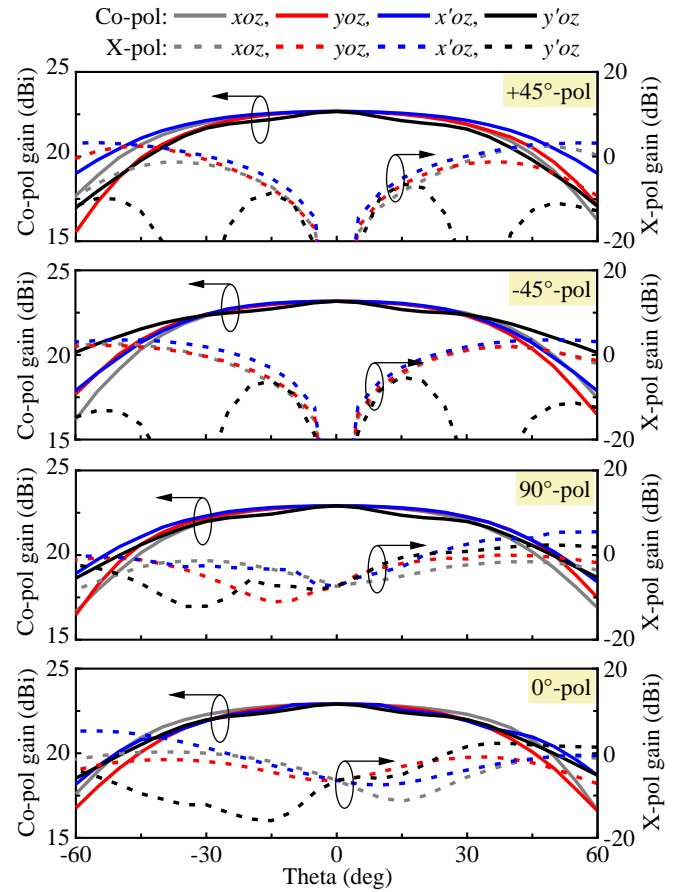 Co-pol: xoz, yoz, x'oz, y'oz
X-pol: xoz, yoz, x'oz, y'oz
25 20
+45°-pol
Co-pol gain (dBi)
X-pol gain (dBi)
20 0
15 -20
25 20
-45°-pol
Co-pol gain (dBi)
X-pol gain (dBi)
20 0
15 -20
25 20
90°-pol
Co-pol gain (dBi)
X-pol gain (dBi)
20 0
15 -20
25 20
0°-pol
Co-pol gain (dBi)
X-pol gain (dBi)
20 0
15 -20
-60 -30 0 30 60
Theta (deg)